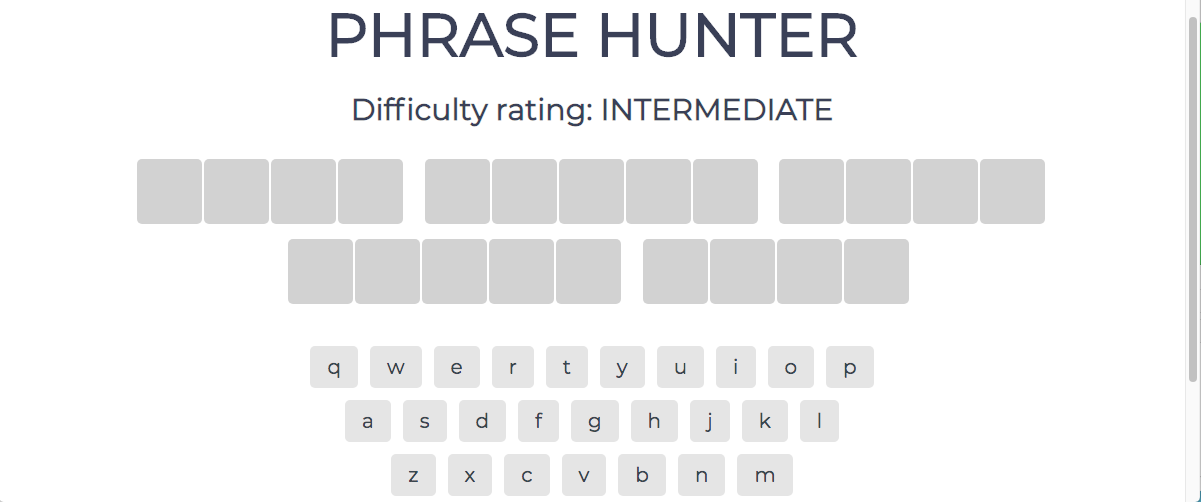 PHRASE HUNTER
Difficulty rating: INTERMEDIATE
q w e r t y u i o p
a s d f g h j k l
z x c v b n m